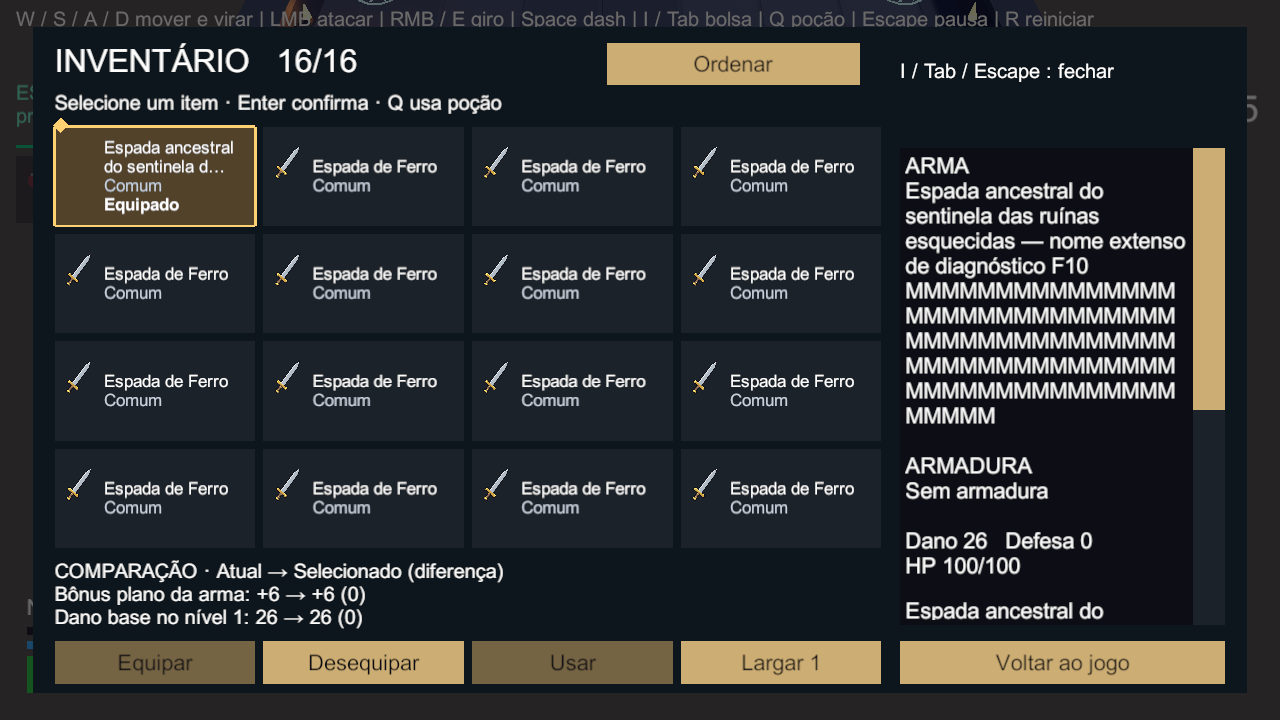 W / S / A / D mover e virar | LMB atacar | RMB / E giro | Space dash | I / Tab bolsa | Q poção | Escape pausa | R reiniciar
INVENTÁRIO 16/16
Ordenar
I / Tab / Escape : fechar
Selecione um item · Enter confirma · Q usa poção
Espada ancestral
do sentinela d...
Comum
Equipado
Espada de Ferro
Comum
Espada de Ferro
Comum
Espada de Ferro
Comum
Espada de Ferro
Comum
Espada de Ferro
Comum
Espada de Ferro
Comum
Espada de Ferro
Comum
Espada de Ferro
Comum
Espada de Ferro
Comum
Espada de Ferro
Comum
Espada de Ferro
Comum
Espada de Ferro
Comum
Espada de Ferro
Comum
Espada de Ferro
Comum
Espada de Ferro
Comum
ARMA
Espada ancestral do
sentinela das ruínas
esquecidas — nome extenso
de diagnóstico F10
MMMMMMMMMMMMMMM
MMMMMMMMMMMMMMM
MMMMMMMMMMMMMMM
MMMMMMMMMMMMMMM
MMMMMMMMMMMMMMM
MMMMM
ARMADURA
Sem armadura
Dano 26 Defesa 0
HP 100/100
Espada ancestral do
COMPARAÇÃO · Atual → Selecionado (diferença)
Bônus plano da arma: +6 → +6 (0)
Dano base no nível 1: 26 → 26 (0)
Equipar
Desequipar
Usar
Largar 1
Voltar ao jogo